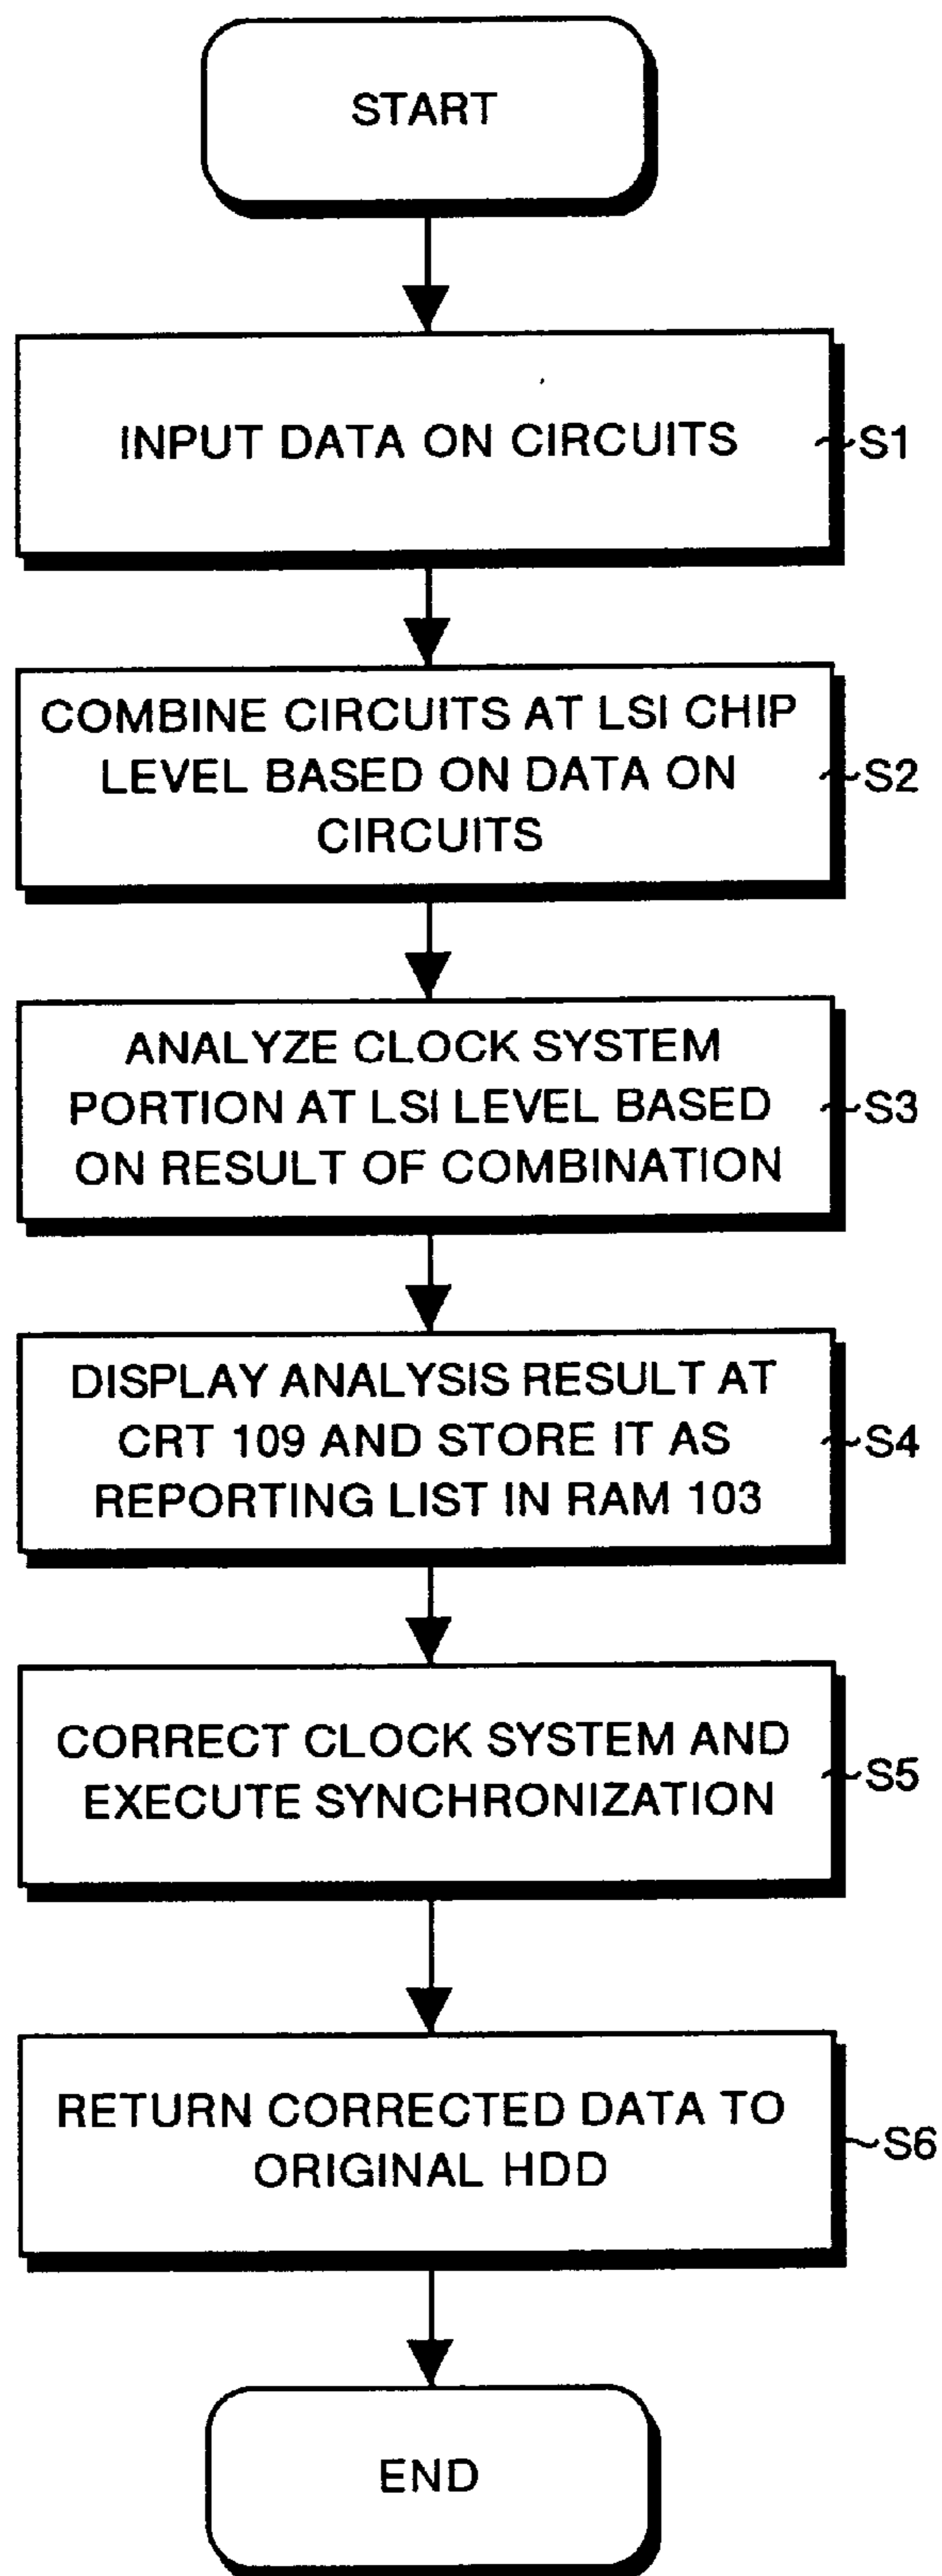 START
INPUT DATA ON CIRCUITS
S1
COMBINE CIRCUITS AT LSI CHIP
LEVEL BASED ON DATA ON
CIRCUITS
S2
ANALYZE CLOCK SYSTEM
PORTION AT LSI LEVEL BASED
ON RESULT OF COMBINATION
S3
DISPLAY ANALYSIS RESULT AT
CRT 109 AND STORE IT AS
REPORTING LIST IN RAM 103
S4
CORRECT CLOCK SYSTEM AND
EXECUTE SYNCHRONIZATION
S5
RETURN CORRECTED DATA TO
ORIGINAL HDD
S6
END